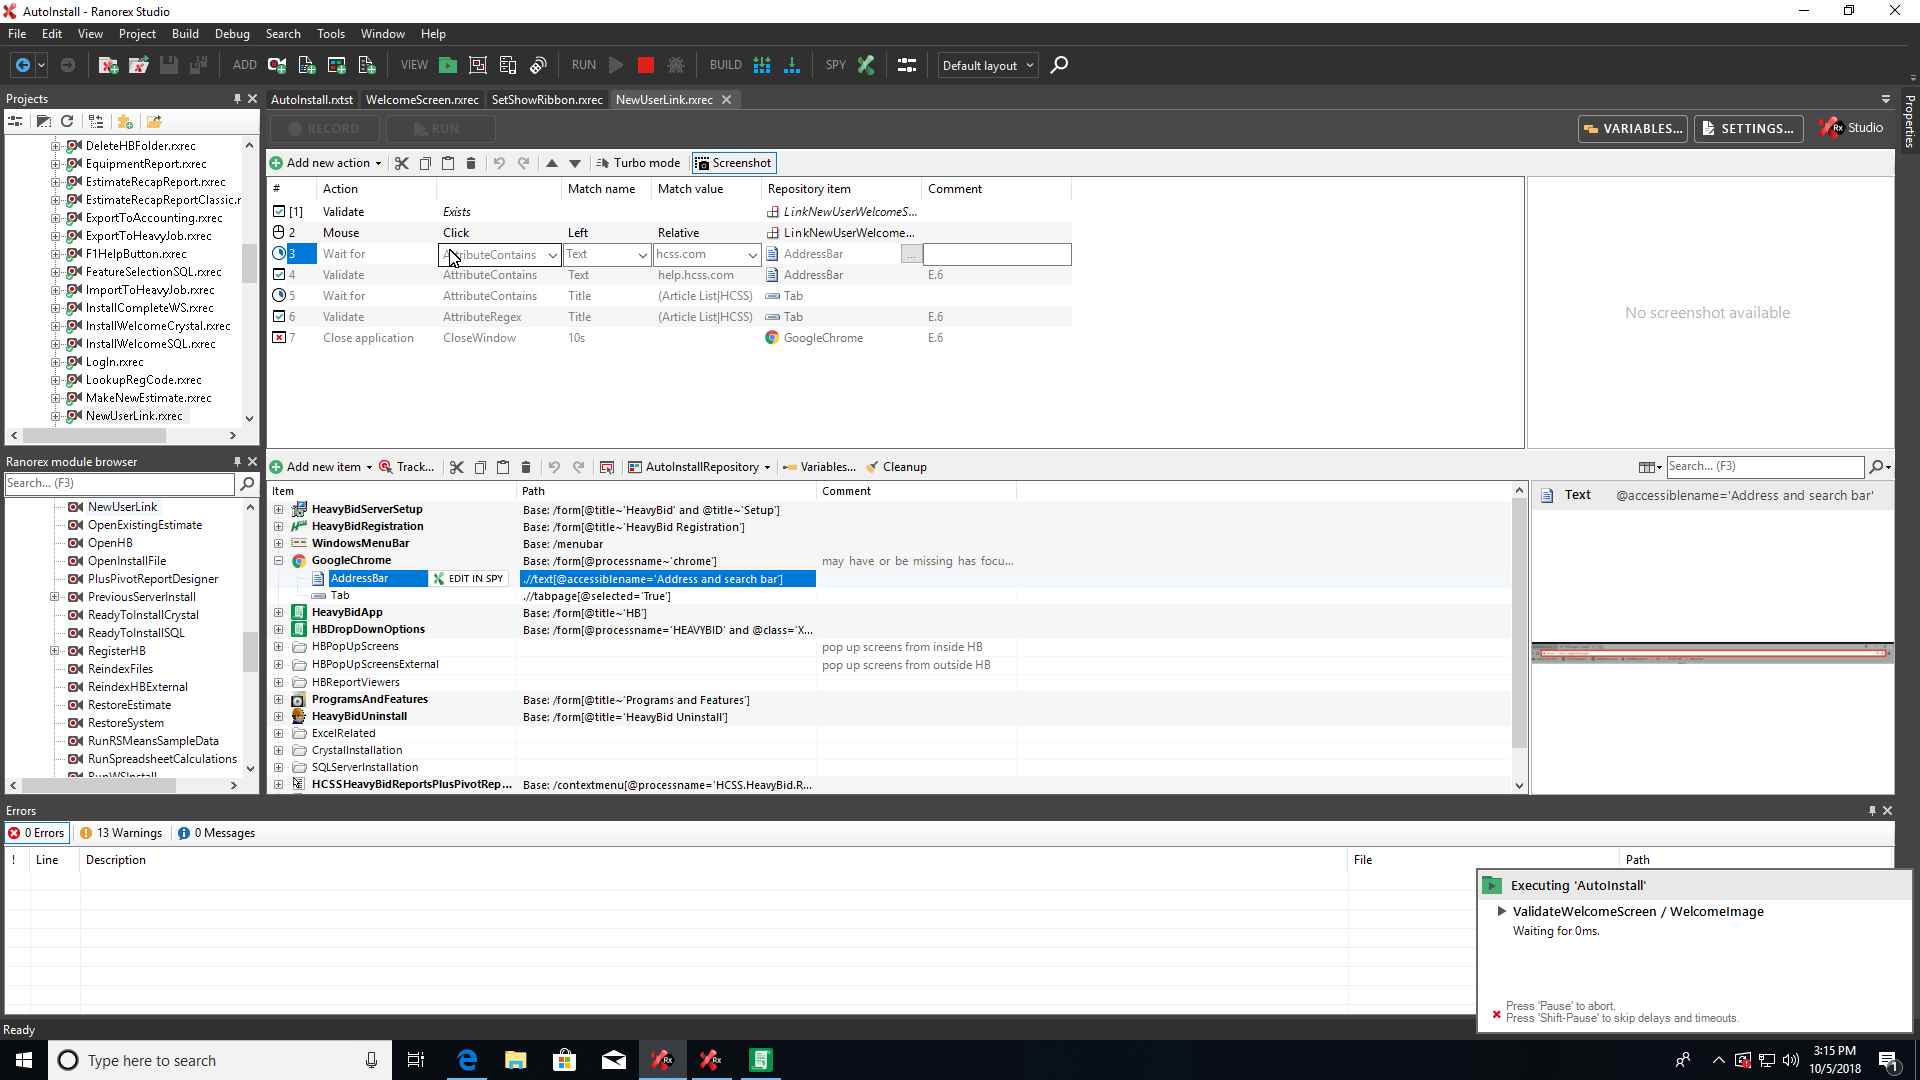 AutoInstall - Ranorex Studio
File Edit View Project Build Debug Search Tools Window Help
ADD VIEW RUN BUILD SPY Default layout
Projects
AutoInstall.rxtst WelcomeScreen.rxrec SetShowRibbon.rxrec NewUserLink.rxrec
Properties
RECORD RUN VARIABLES... SETTINGS... Studio
DeleteHBFolder.rxrec
EquipmentReport.rxrec
EstimateRecapReport.rxrec
EstimateRecapReportClassic.r
ExportToAccounting.rxrec
ExportToHeavyJob.rxrec
F1HelpButton.rxrec
FeatureSelectionSQL.rxrec
ImportToHeavyJob.rxrec
InstallCompleteWS.rxrec
InstallWelcomeCrystal.rxrec
InstallWelcomeSQL.rxrec
LogIn.rxrec
LookupRegCode.rxrec
MakeNewEstimate.rxrec
NewUserLink.rxrec
Add new action Turbo mode Screenshot
# Action Match name Match value Repository item Comment
[1] Validate Exists LinkNewUserWelcomeS...
2 Mouse Click Left Relative LinkNewUserWelcome...
3 Wait for AttributeContains Text hcss.com AddressBar ...
4 Validate AttributeContains Text help.hcss.com AddressBar E.6
5 Wait for AttributeContains Title (Article List|HCSS) Tab
6 Validate AttributeRegex Title (Article List|HCSS) Tab E.6
7 Close application CloseWindow 10s GoogleChrome E.6
No screenshot available
Ranorex module browser
Search... (F3)
NewUserLink
OpenExistingEstimate
OpenHB
OpenInstallFile
PlusPivotReportDesigner
PreviousServerInstall
ReadyToInstallCrystal
ReadyToInstallSQL
RegisterHB
ReindexFiles
ReindexHBExternal
RestoreEstimate
RestoreSystem
RunRSMeansSampleData
RunSpreadsheetCalculations
RunWSInstall
Add new item Track... AutoInstallRepository Variables... Cleanup Search... (F3)
Item Path Comment
HeavyBidServerSetup Base: /form[@title~'HeavyBid' and @title~'Setup']
HeavyBidRegistration Base: /form[@title~'HeavyBid Registration']
WindowsMenuBar Base: /menubar
GoogleChrome Base: /form[@processname~'chrome'] may have or be missing has focu...
AddressBar EDIT IN SPY .//text[@accessiblename='Address and search bar']
Tab .//tabpage[@selected='True']
HeavyBidApp Base: /form[@title~'HB']
HBDropDownOptions Base: /form[@processname='HEAVYBID' and @class='X...
HBPopUpScreens pop up screens from inside HB
HBPopUpScreensExternal pop up screens from outside HB
HBReportViewers
ProgramsAndFeatures Base: /form[@title~'Programs and Features']
HeavyBidUninstall Base: /form[@title='HeavyBid Uninstall']
ExcelRelated
CrystalInstallation
SQLServerInstallation
HCSSHeavyBidReportsPlusPivotRep... Base: /contextmenu[@processname='HCSS.HeavyBid.R...
Text @accessiblename='Address and search bar'
Errors
0 Errors 13 Warnings 0 Messages
! Line Description File Path
Executing 'AutoInstall'
ValidateWelcomeScreen / WelcomeImage
Waiting for 0ms.
Press 'Pause' to abort.
Press 'Shift-Pause' to skip delays and timeouts.
Ready
Type here to search
3:15 PM
10/5/2018
1